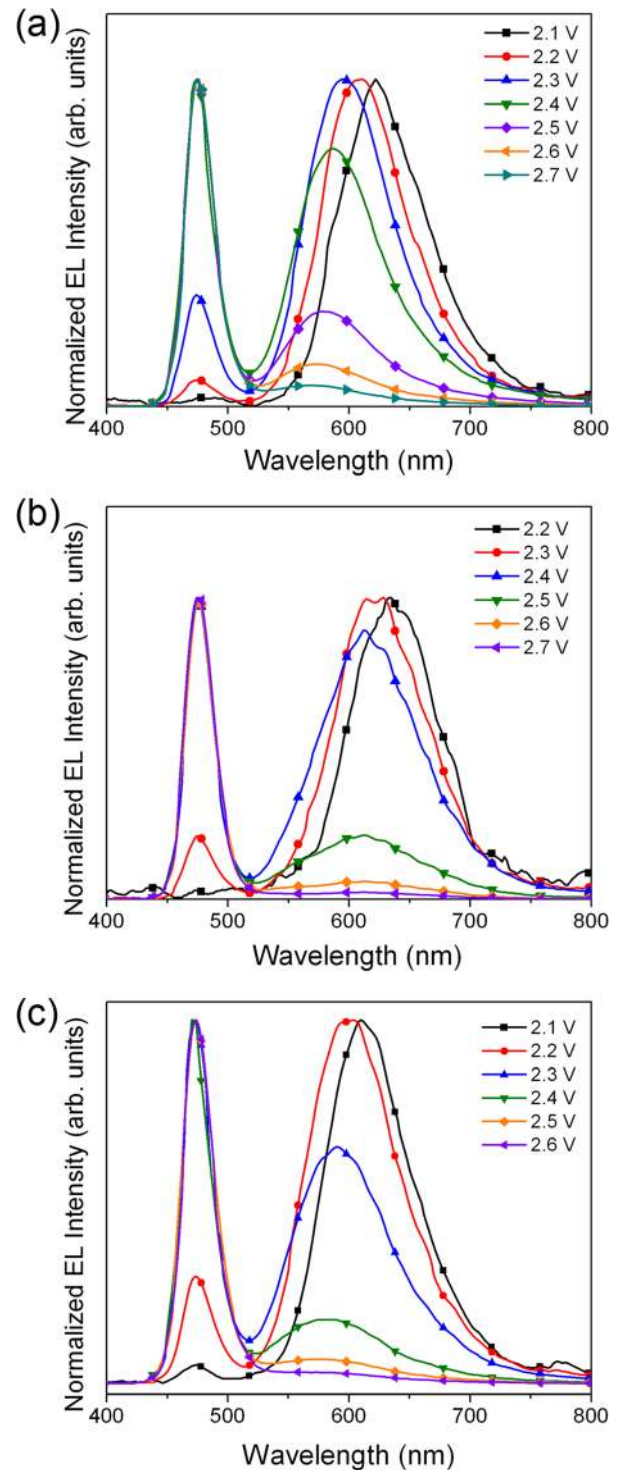 (a)
Normalized EL Intensity (arb. units)
2.1 V
2.2 V
2.3 V
2.4 V
2.5 V
2.6 V
2.7 V
400 500 600 700 800
Wavelength (nm)
(b)
Normalized EL Intensity (arb. units)
2.2 V
2.3 V
2.4 V
2.5 V
2.6 V
2.7 V
400 500 600 700 800
Wavelength (nm)
(c)
Normalized EL Intensity (arb. units)
2.1 V
2.2 V
2.3 V
2.4 V
2.5 V
2.6 V
400 500 600 700 800
Wavelength (nm)